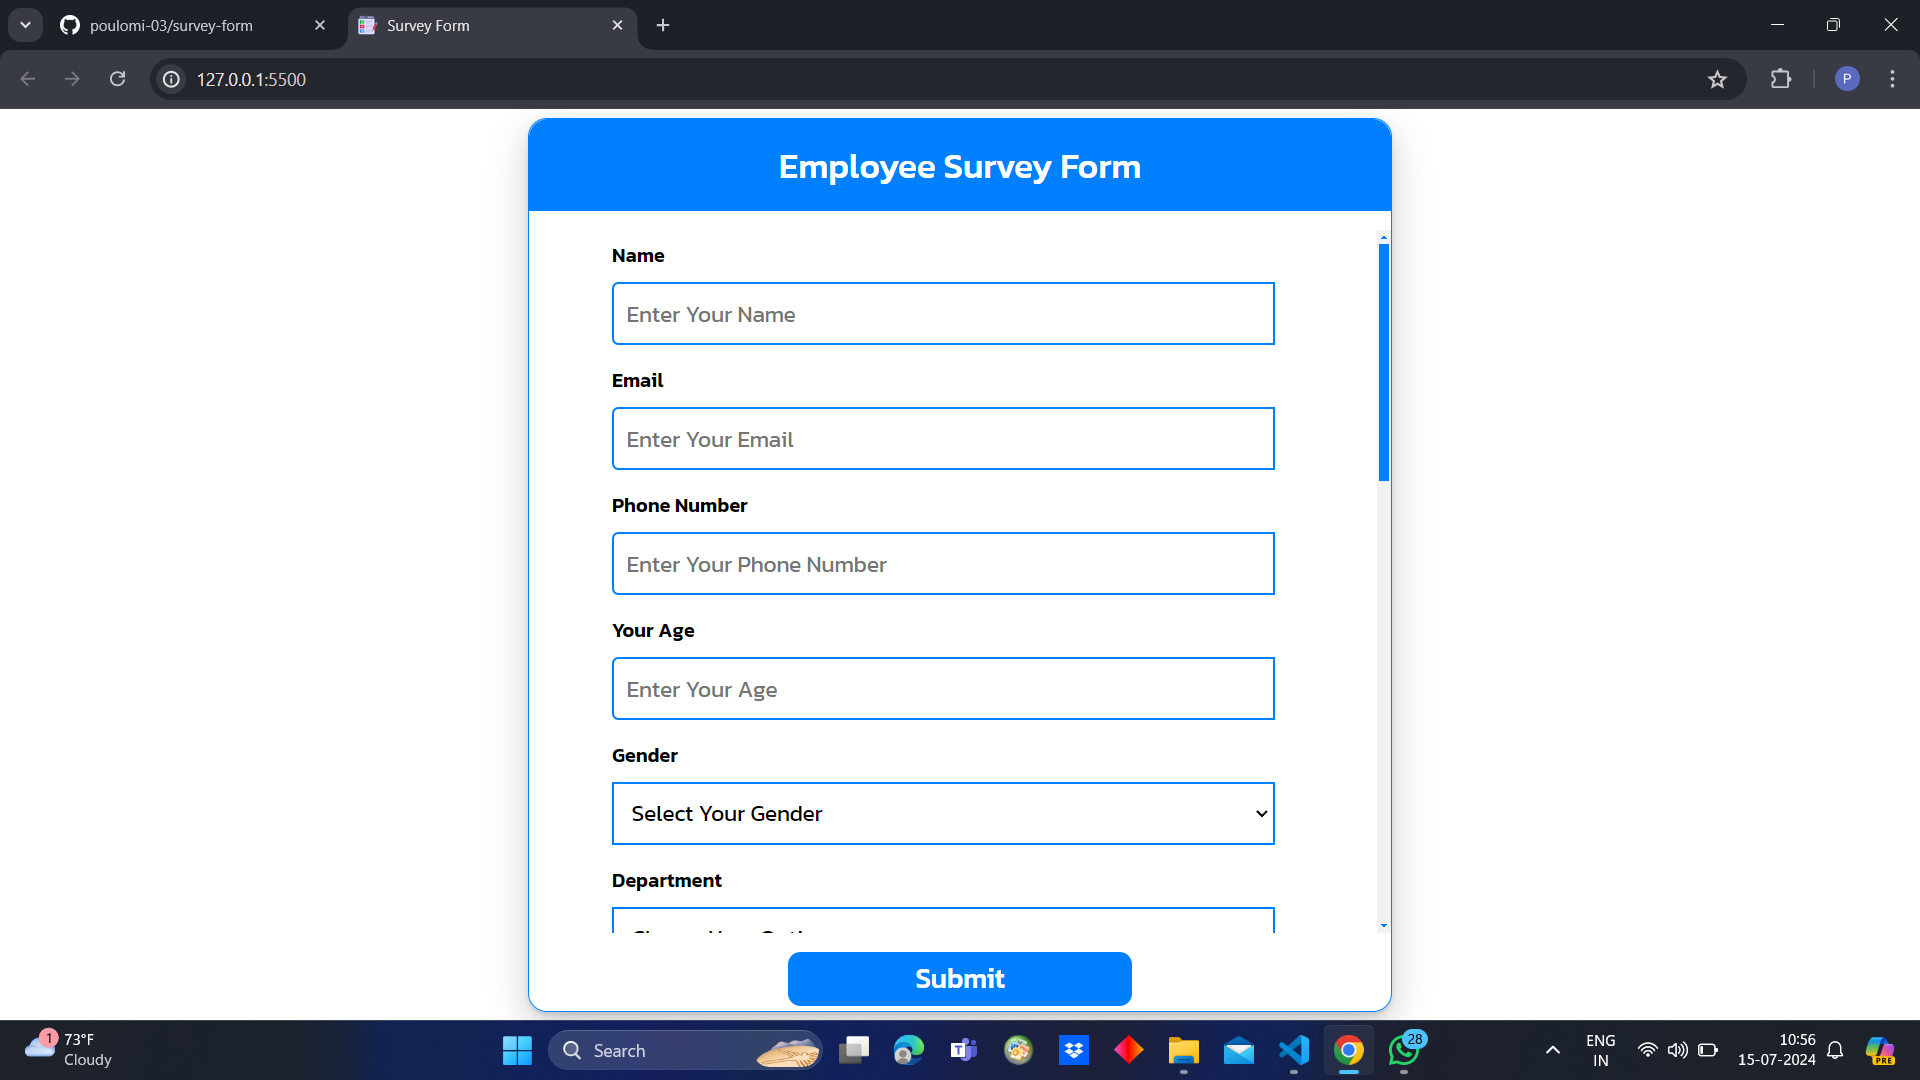 poulomi-03/survey-form
Survey Form
127.0.0.1:5500
P
Employee Survey Form
Name
Enter Your Name
Email
Enter Your Email
Phone Number
Enter Your Phone Number
Your Age
Enter Your Age
Gender
Select Your Gender
Department
Submit
1
73°F
Cloudy
Search
T
28
ENG
IN
10:56
15-07-2024
PRE